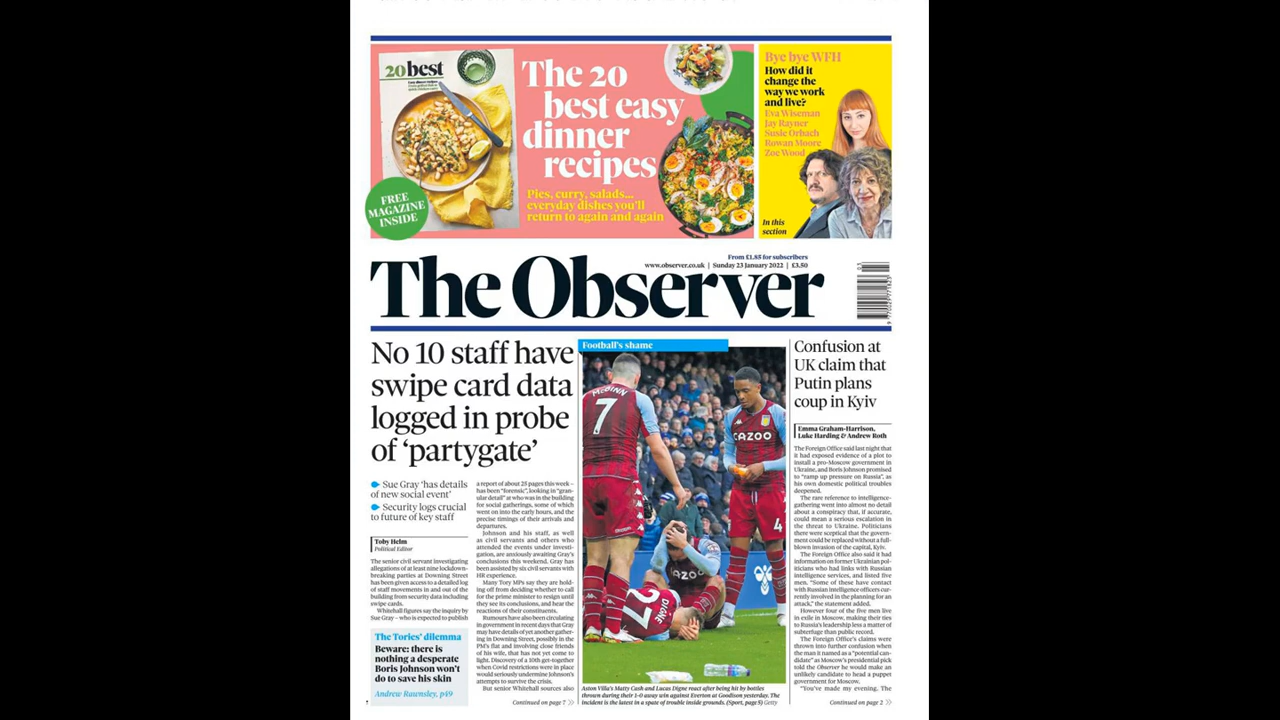 20best
The 20
best easy
dinner
recipes
Pies, curry, salads...
everyday dishes you'll
return to again and again
FREE
MAGAZINE
INSIDE
Bye bye WFH
How did it
change the
way we work
and live?
Eva Wiseman
Jay Rayner
Susie Orbach
Rowan Moore
Zoe Wood
In this
section
From £1.85 for subscribers
www.observer.co.uk | Sunday 23 January 2022 | £3.50
The Observer
No 10 staff have
swipe card data
logged in probe
of ‘partygate’
Sue Gray ‘has details
of new social event’
Security logs crucial
to future of key staff
Toby Helm
Political Editor
The senior civil servant investigating
allegations of at least nine lockdown-
breaking parties at Downing Street
has been given access to a detailed log
of staff movements in and out of the
building from security data including
swipe cards.
Whitehall figures say the inquiry by
Sue Gray – who is expected to publish
The Tories’ dilemma
Beware: there is
nothing a desperate
Boris Johnson won’t
do to save his skin
Andrew Rawnsley, p49
a report of about 25 pages this week –
has been “forensic”, looking in “gran-
ular detail” at who was in the building
for social gatherings, some of which
went on into the early hours, and the
precise timings of their arrivals and
departures.
Johnson and his staff, as well
as civil servants and others who
attended the events under investi-
gation, are anxiously awaiting Gray’s
conclusions this weekend. Gray has
been assisted by six civil servants with
HR experience.
Many Tory MPs say they are hold-
ing off from deciding whether to call
for the prime minister to resign until
they see its conclusions, and hear the
reactions of their constituents.
Rumours have also been circulating
in government in recent days that Gray
may have details of yet another gather-
ing in Downing Street, possibly in the
PM’s flat and involving close friends
of his wife, that has not yet come to
light. Discovery of a 10th get-together
when Covid restrictions were in place
would seriously undermine Johnson’s
attempts to survive the crisis.
But senior Whitehall sources also
Continued on page 7
Football’s shame
McGINN
7
CAZOO
4
CAZOO
27
DIGNE
Aston Villa’s Matty Cash and Lucas Digne react after being hit by bottles
thrown during their 1-0 away win against Everton at Goodison yesterday. The
incident is the latest in a spate of trouble inside grounds. (Sport, page 5) Getty
Confusion at
UK claim that
Putin plans
coup in Kyiv
Emma Graham-Harrison,
Luke Harding & Andrew Roth
The Foreign Office said last night that
it had exposed evidence of a plot to
install a pro-Moscow government in
Ukraine, and Boris Johnson promised
to “ramp up pressure on Russia”, as
his own domestic political troubles
deepened.
The rare reference to intelligence-
gathering went into almost no detail
about a conspiracy that, if accurate,
could mean a serious escalation in
the threat to Ukraine. Politicians
there were sceptical that the govern-
ment could be replaced without a full-
blown invasion of the capital, Kyiv.
The Foreign Office also said it had
information on former Ukrainian pol-
iticians who had links with Russian
intelligence services, and listed five
men. “Some of these have contact
with Russian intelligence officers cur-
rently involved in the planning for an
attack,” the statement added.
However four of the five men live
in exile in Moscow, making their ties
to Russia’s leadership less a matter of
subterfuge than public record.
The Foreign Office’s claims were
thrown into further confusion when
the man it named as a “potential can-
didate” as Moscow’s presidential pick
told the Observer he would make an
unlikely candidate to head a puppet
government for Moscow.
“You’ve made my evening. The
Continued on page 2